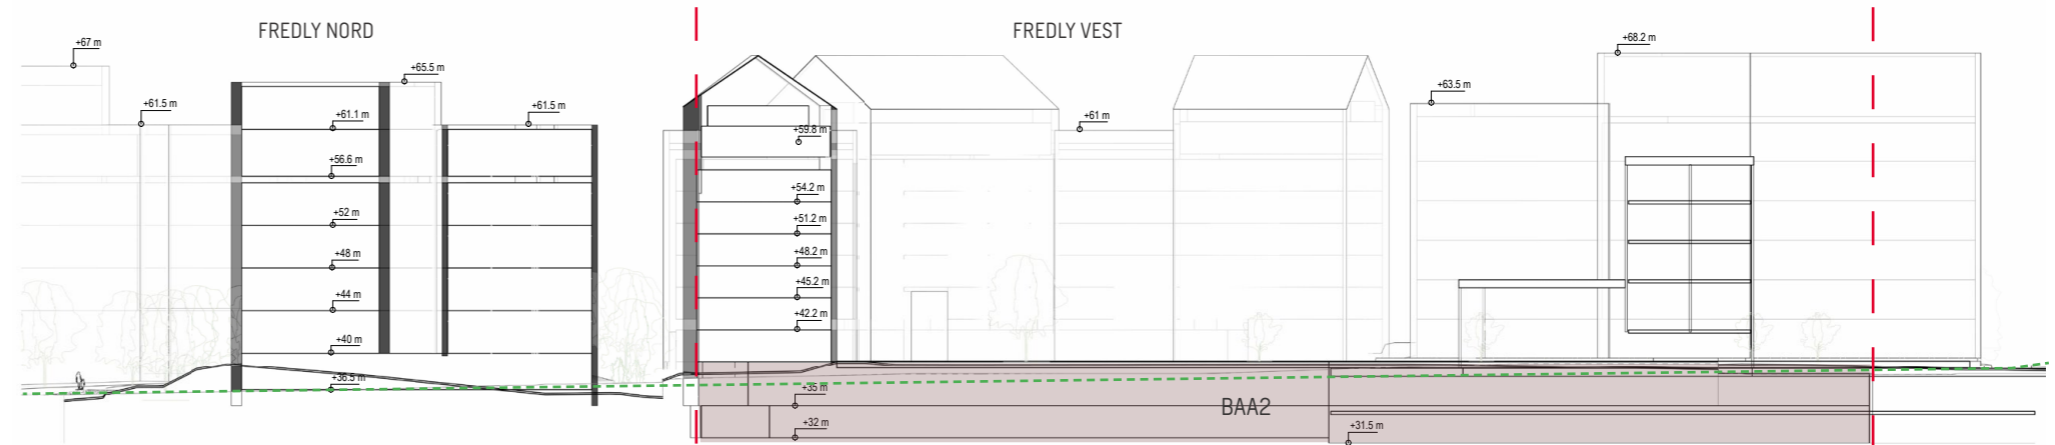 FREDLY NORD
FREDLY VEST
+67 m
+61.5 m
+65.5 m
+61.5 m
+61.1 m
+56.6 m
+52 m
+48 m
+44 m
+40 m
+36.5 m
+59.8 m
+54.2 m
+51.2 m
+48.2 m
+45.2 m
+42.2 m
+35 m
+32 m
+61 m
+63.5 m
+68.2 m
BAA2
+31.5 m